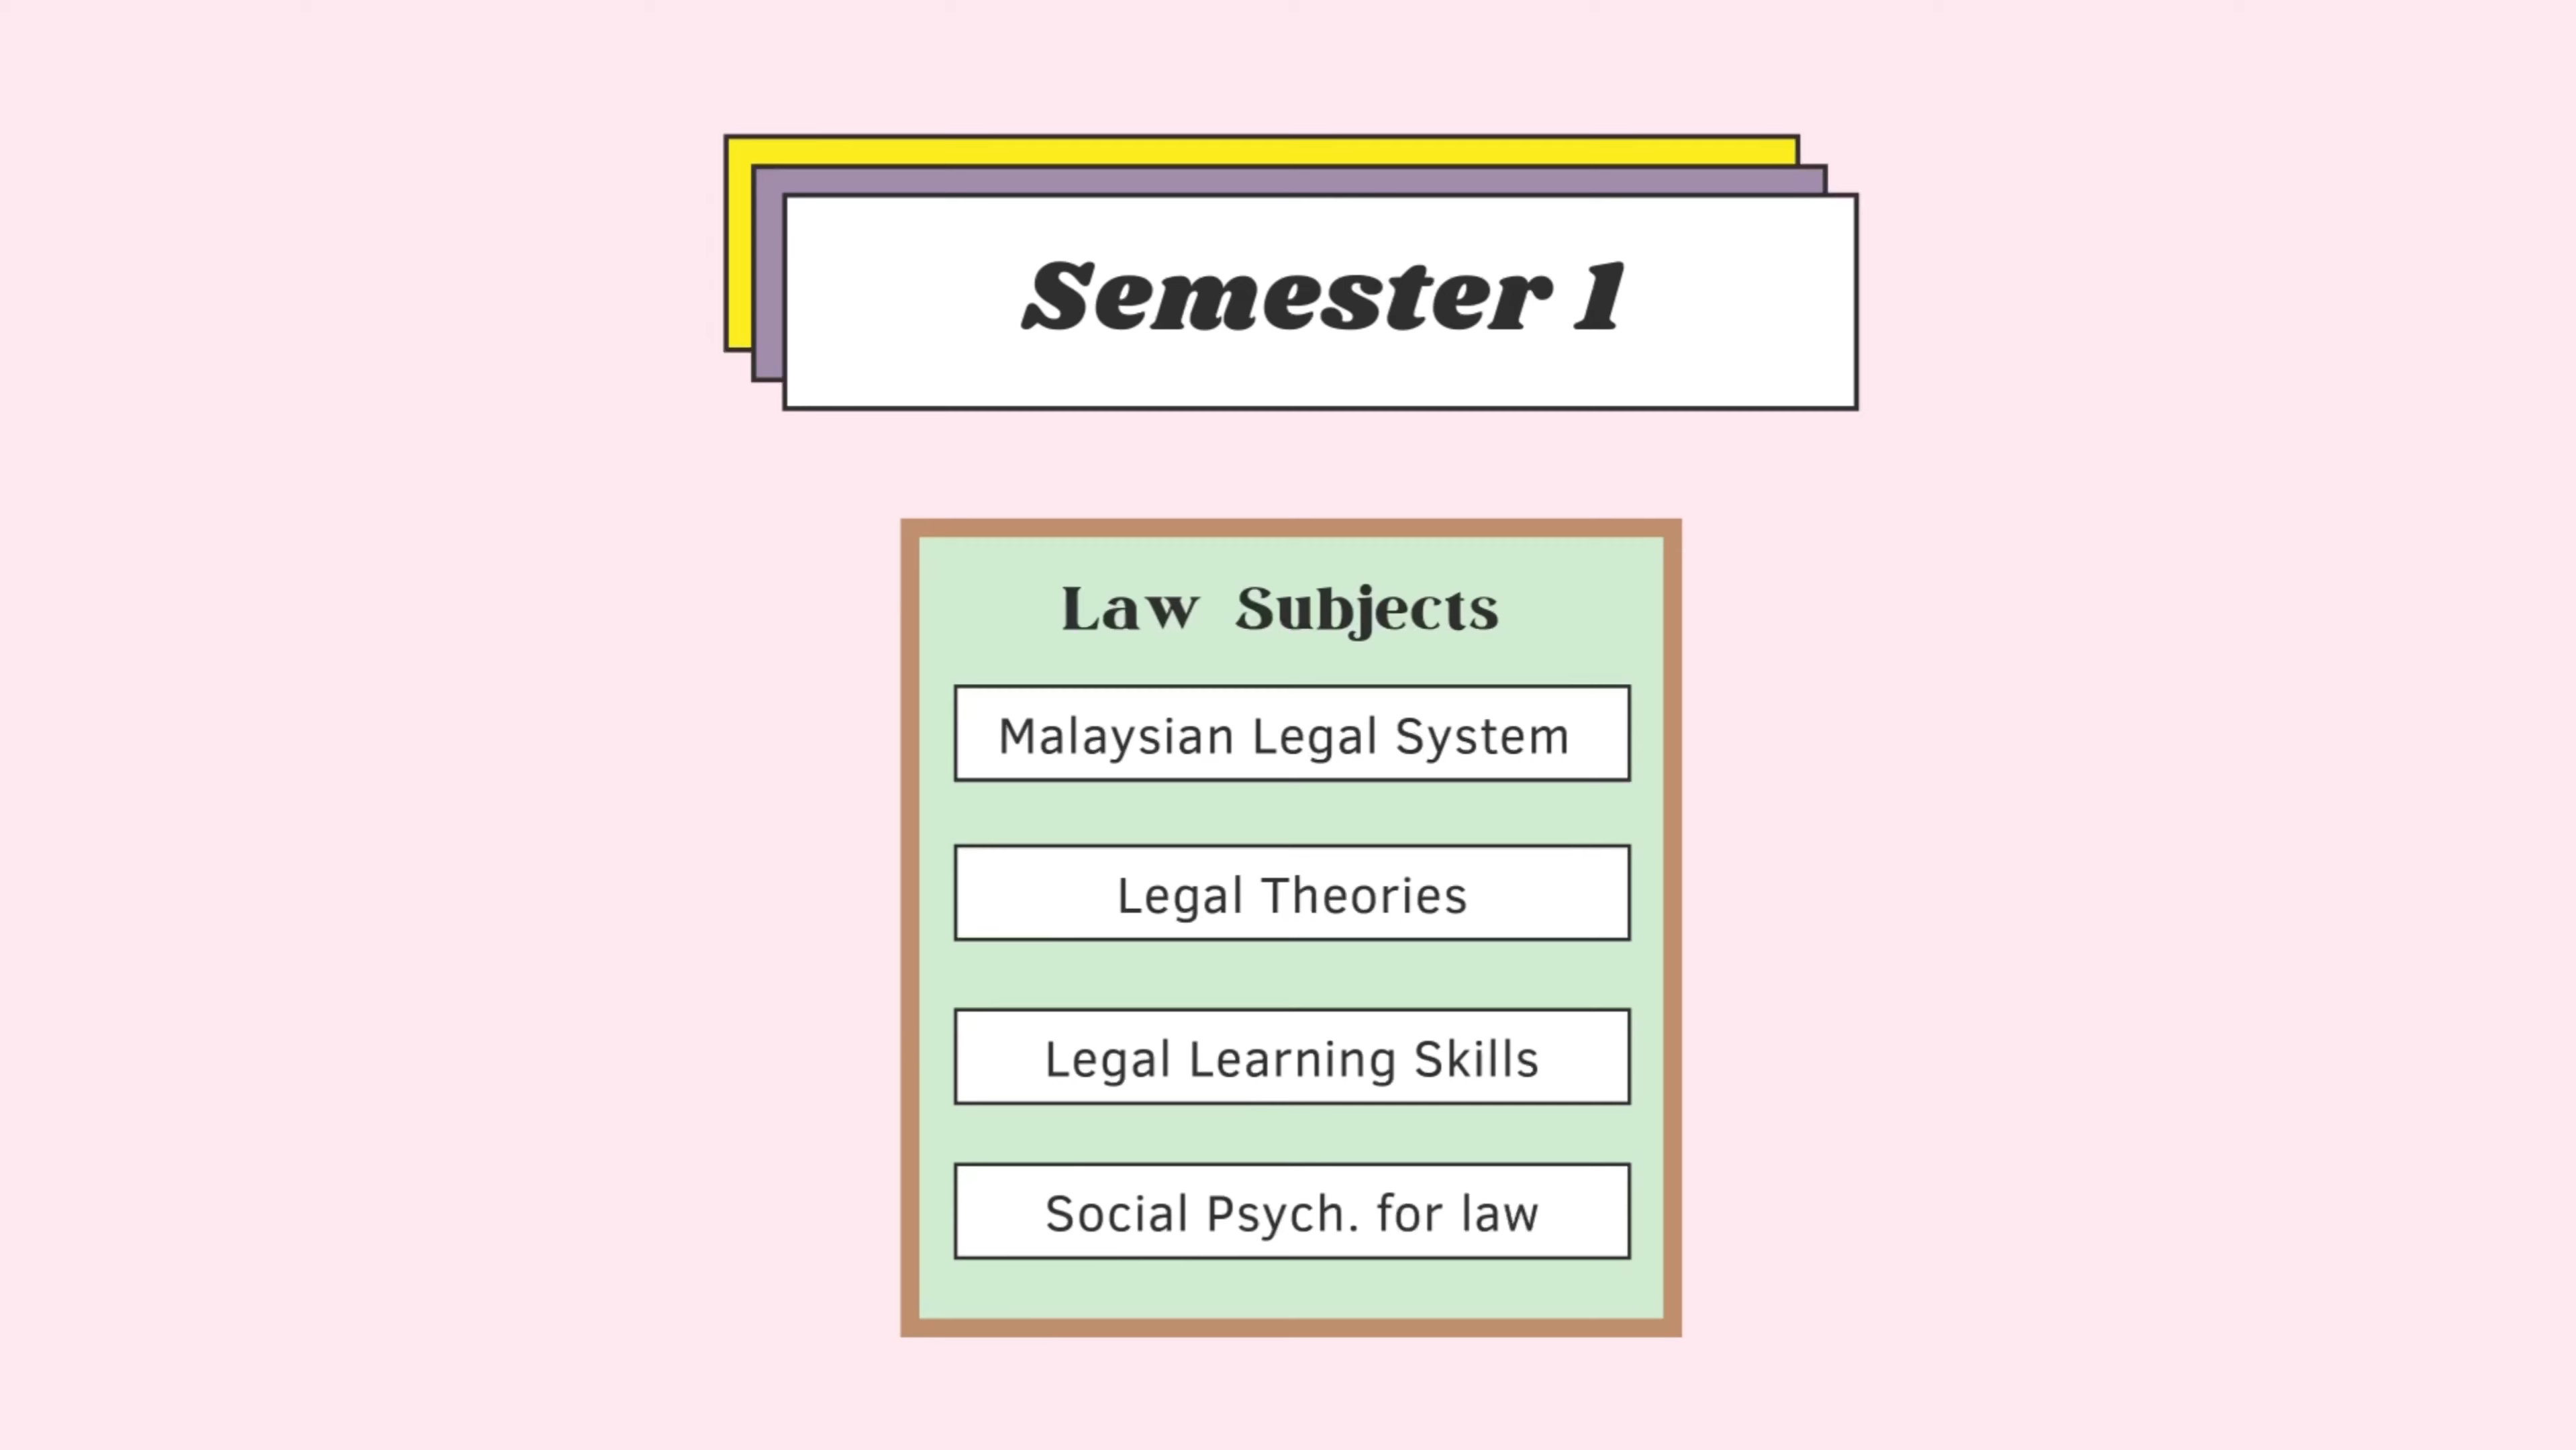 Semester 1
Law Subjects
Malaysian Legal System
Legal Theories
Legal Learning Skills
Social Psych. for law